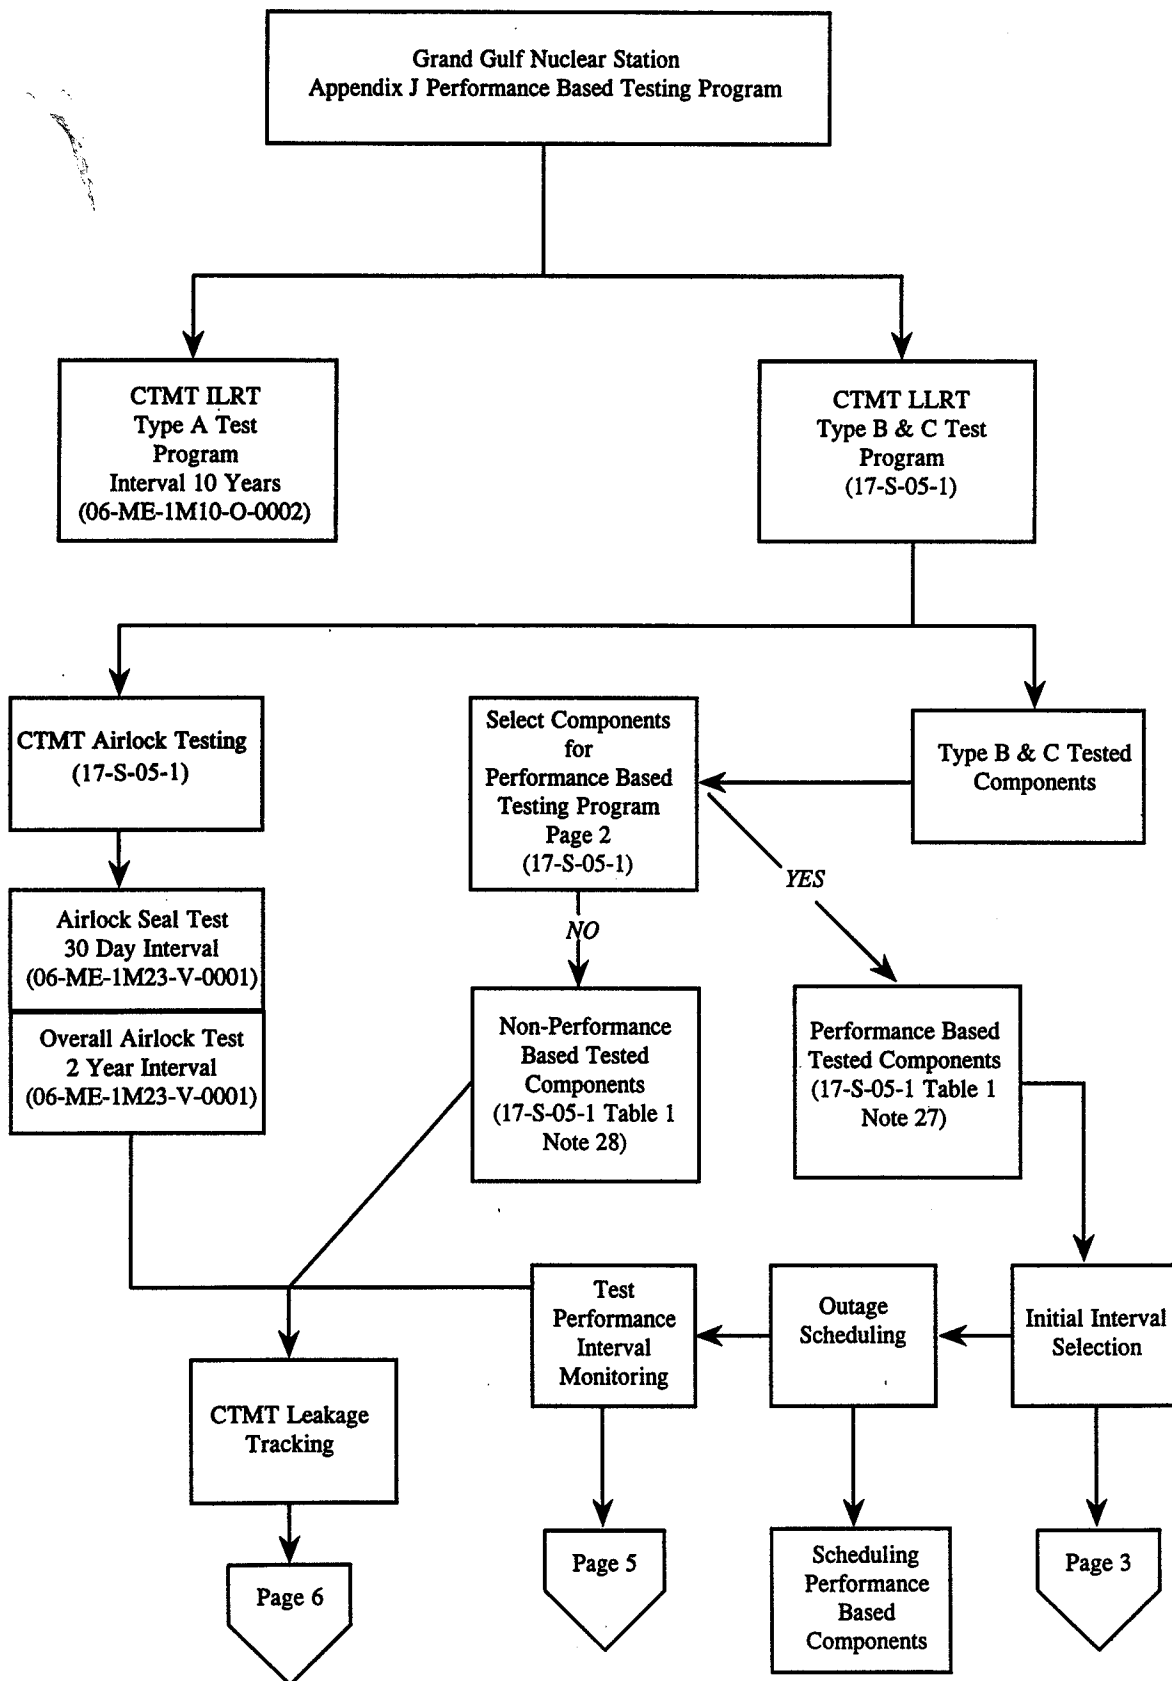 Grand Gulf Nuclear Station
Appendix J Performance Based Testing Program
CTMT ILRT
Type A Test
Program
Interval 10 Years
(06-ME-1M10-O-0002)
CTMT LLRT
Type B & C Test
Program
(17-S-05-1)
CTMT Airlock Testing
(17-S-05-1)
Select Components
for
Performance Based
Testing Program
Page 2
(17-S-05-1)
Type B & C Tested
Components
YES
NO
Airlock Seal Test
30 Day Interval
(06-ME-1M23-V-0001)
Overall Airlock Test
2 Year Interval
(06-ME-1M23-V-0001)
Non-Performance
Based Tested
Components
(17-S-05-1 Table 1
Note 28)
Performance Based
Tested Components
(17-S-05-1 Table 1
Note 27)
Test
Performance
Interval
Monitoring
Outage
Scheduling
Initial Interval
Selection
CTMT Leakage
Tracking
Page 6
Page 5
Scheduling
Performance
Based
Components
Page 3